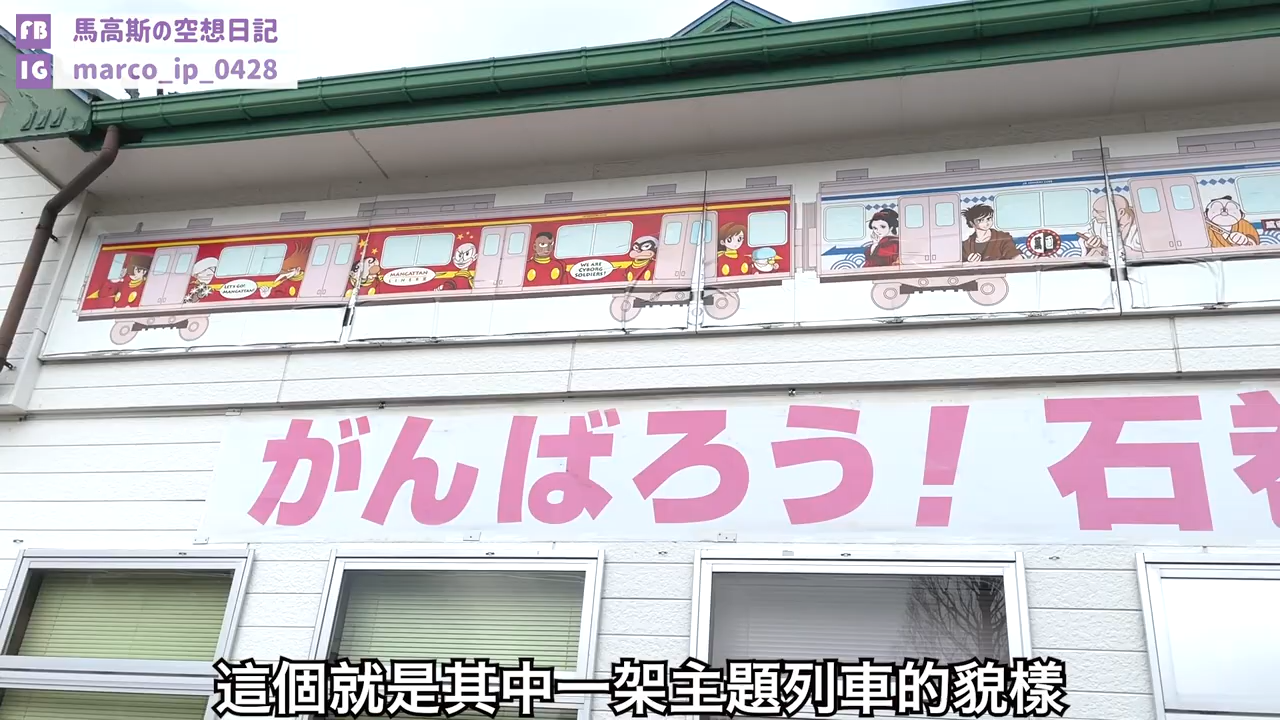 FB 馬高斯の空想日記
IG marco_ip_0428
LET'S GO! MANGATTAN!
MANGATTAN
LINER
WE ARE
CYBORG
SOLDIERS!
がんばろう!石巻
這個就是其中一架主題列車的貌樣